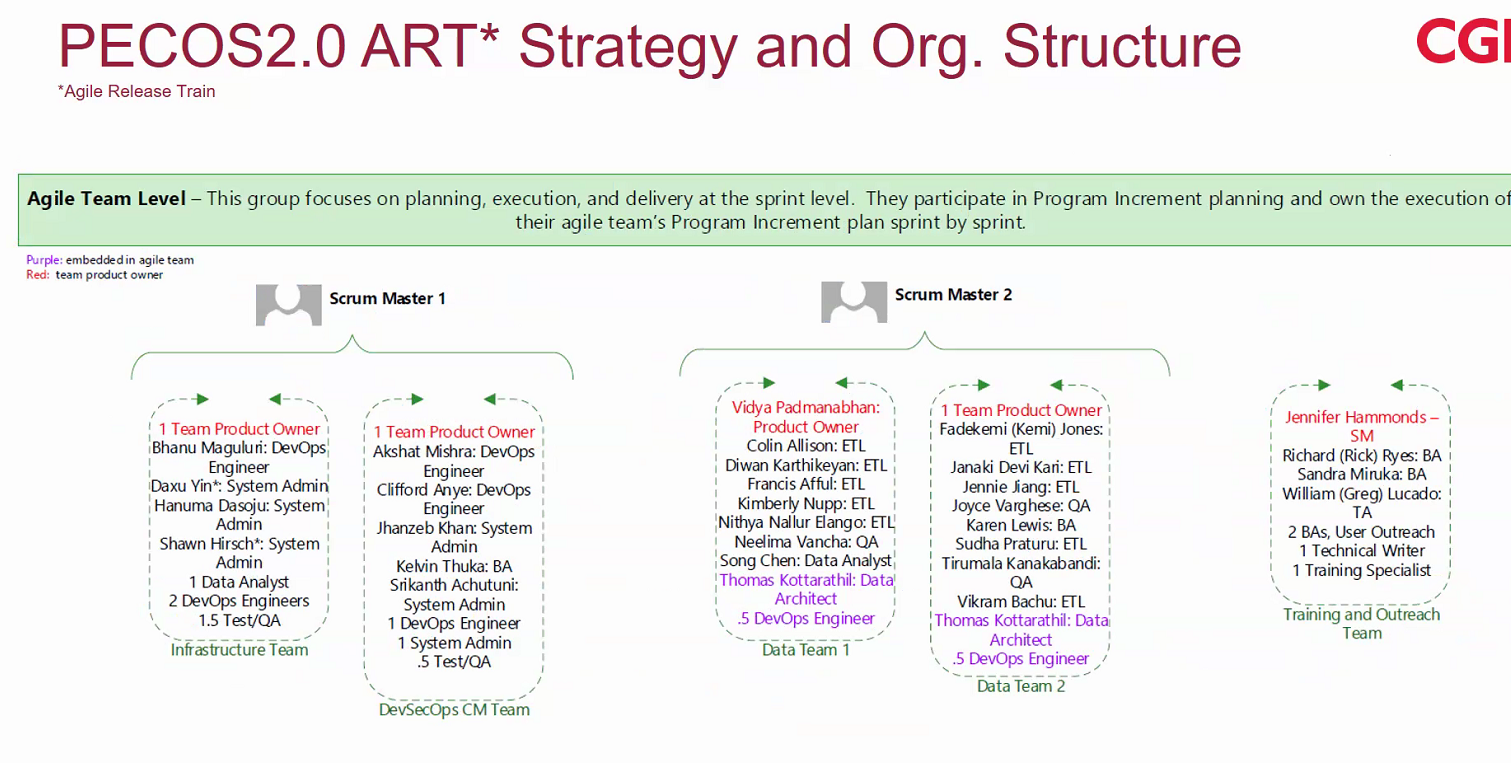 PECOS2.0 ART* Strategy and Org. Structure
CGI
*Agile Release Train
Agile Team Level – This group focuses on planning, execution, and delivery at the sprint level. They participate in Program Increment planning and own the execution of
their agile team's Program Increment plan sprint by sprint.
Purple: embedded in agile team
Red: team product owner
Scrum Master 1
1 Team Product Owner
Bhanu Maguluri: DevOps
Engineer
Daxu Yin*: System Admin
Hanuma Dasoju: System
Admin
Shawn Hirsch*: System
Admin
1 Data Analyst
2 DevOps Engineers
1.5 Test/QA
Infrastructure Team
1 Team Product Owner
Akshat Mishra: DevOps
Engineer
Clifford Anye: DevOps
Engineer
Jhanzeb Khan: System
Admin
Kelvin Thuka: BA
Srikanth Achutuni:
System Admin
1 DevOps Engineer
1 System Admin
.5 Test/QA
DevSecOps CM Team
Scrum Master 2
Vidya Padmanabhan:
Product Owner
Colin Allison: ETL
Diwan Karthikeyan: ETL
Francis Afful: ETL
Kimberly Nupp: ETL
Nithya Nallur Elango: ETL
Neelima Vancha: QA
Song Chen: Data Analyst
Thomas Kottarathil: Data
Architect
.5 DevOps Engineer
Data Team 1
1 Team Product Owner
Fadekemi (Kemi) Jones:
ETL
Janaki Devi Kari: ETL
Jennie Jiang: ETL
Joyce Varghese: QA
Karen Lewis: BA
Sudha Praturu: ETL
Tirumala Kanakabandi:
QA
Vikram Bachu: ETL
Thomas Kottarathil: Data
Architect
.5 DevOps Engineer
Data Team 2
Jennifer Hammonds –
SM
Richard (Rick) Ryes: BA
Sandra Miruka: BA
William (Greg) Lucado:
TA
2 BAs, User Outreach
1 Technical Writer
1 Training Specialist
Training and Outreach
Team